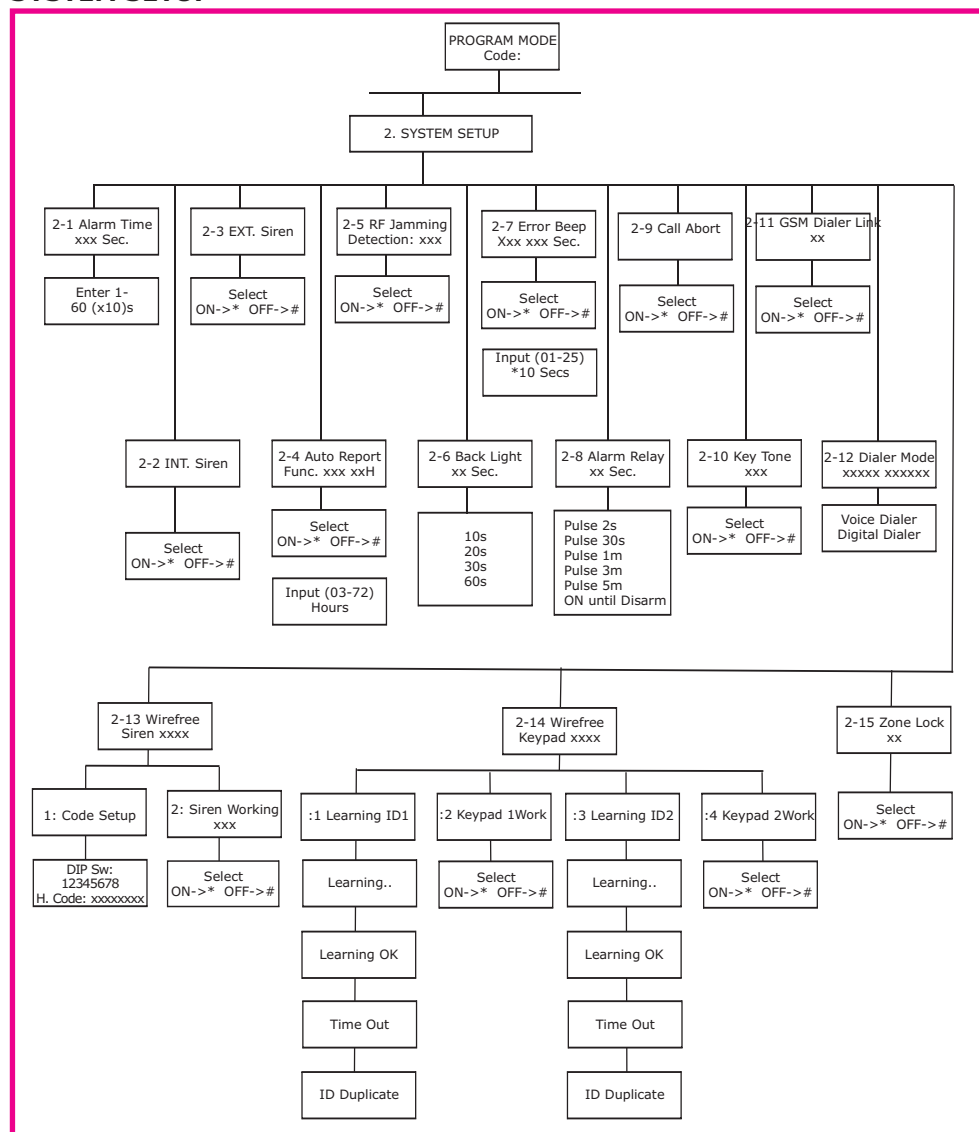 PROGRAM MODE
Code:
2. SYSTEM SETUP
2-1 Alarm Time
xxx Sec.
Enter 1-
60 (x10)s
2-3 EXT. Siren
Select
ON->* OFF->#
2-5 RF Jamming
Detection: xxx
Select
ON->* OFF->#
2-7 Error Beep
Xxx xxx Sec.
Select
ON->* OFF->#
Input (01-25)
*10 Secs
2-9 Call Abort
Select
ON->* OFF->#
2-11 GSM Dialer Link
xx
Select
ON->* OFF->#
2-2 INT. Siren
Select
ON->* OFF->#
2-4 Auto Report
Func. xxx xxH
Select
ON->* OFF->#
Input (03-72)
Hours
2-6 Back Light
xx Sec.
10s
20s
30s
60s
2-8 Alarm Relay
xx Sec.
Pulse 2s
Pulse 30s
Pulse 1m
Pulse 3m
Pulse 5m
ON until Disarm
2-10 Key Tone
xxx
Select
ON->* OFF->#
2-12 Dialer Mode
xxxxx xxxxxx
Voice Dialer
Digital Dialer
2-13 Wirefree
Siren xxxx
1: Code Setup
DIP Sw:
12345678
H. Code: xxxxxxxx
2: Siren Working
xxx
Select
ON->* OFF->#
2-14 Wirefree
Keypad xxxx
:1 Learning ID1
Learning..
Learning OK
Time Out
ID Duplicate
:2 Keypad 1Work
Select
ON->* OFF->#
:3 Learning ID2
Learning..
Learning OK
Time Out
ID Duplicate
:4 Keypad 2Work
Select
ON->* OFF->#
2-15 Zone Lock
xx
Select
ON->* OFF->#